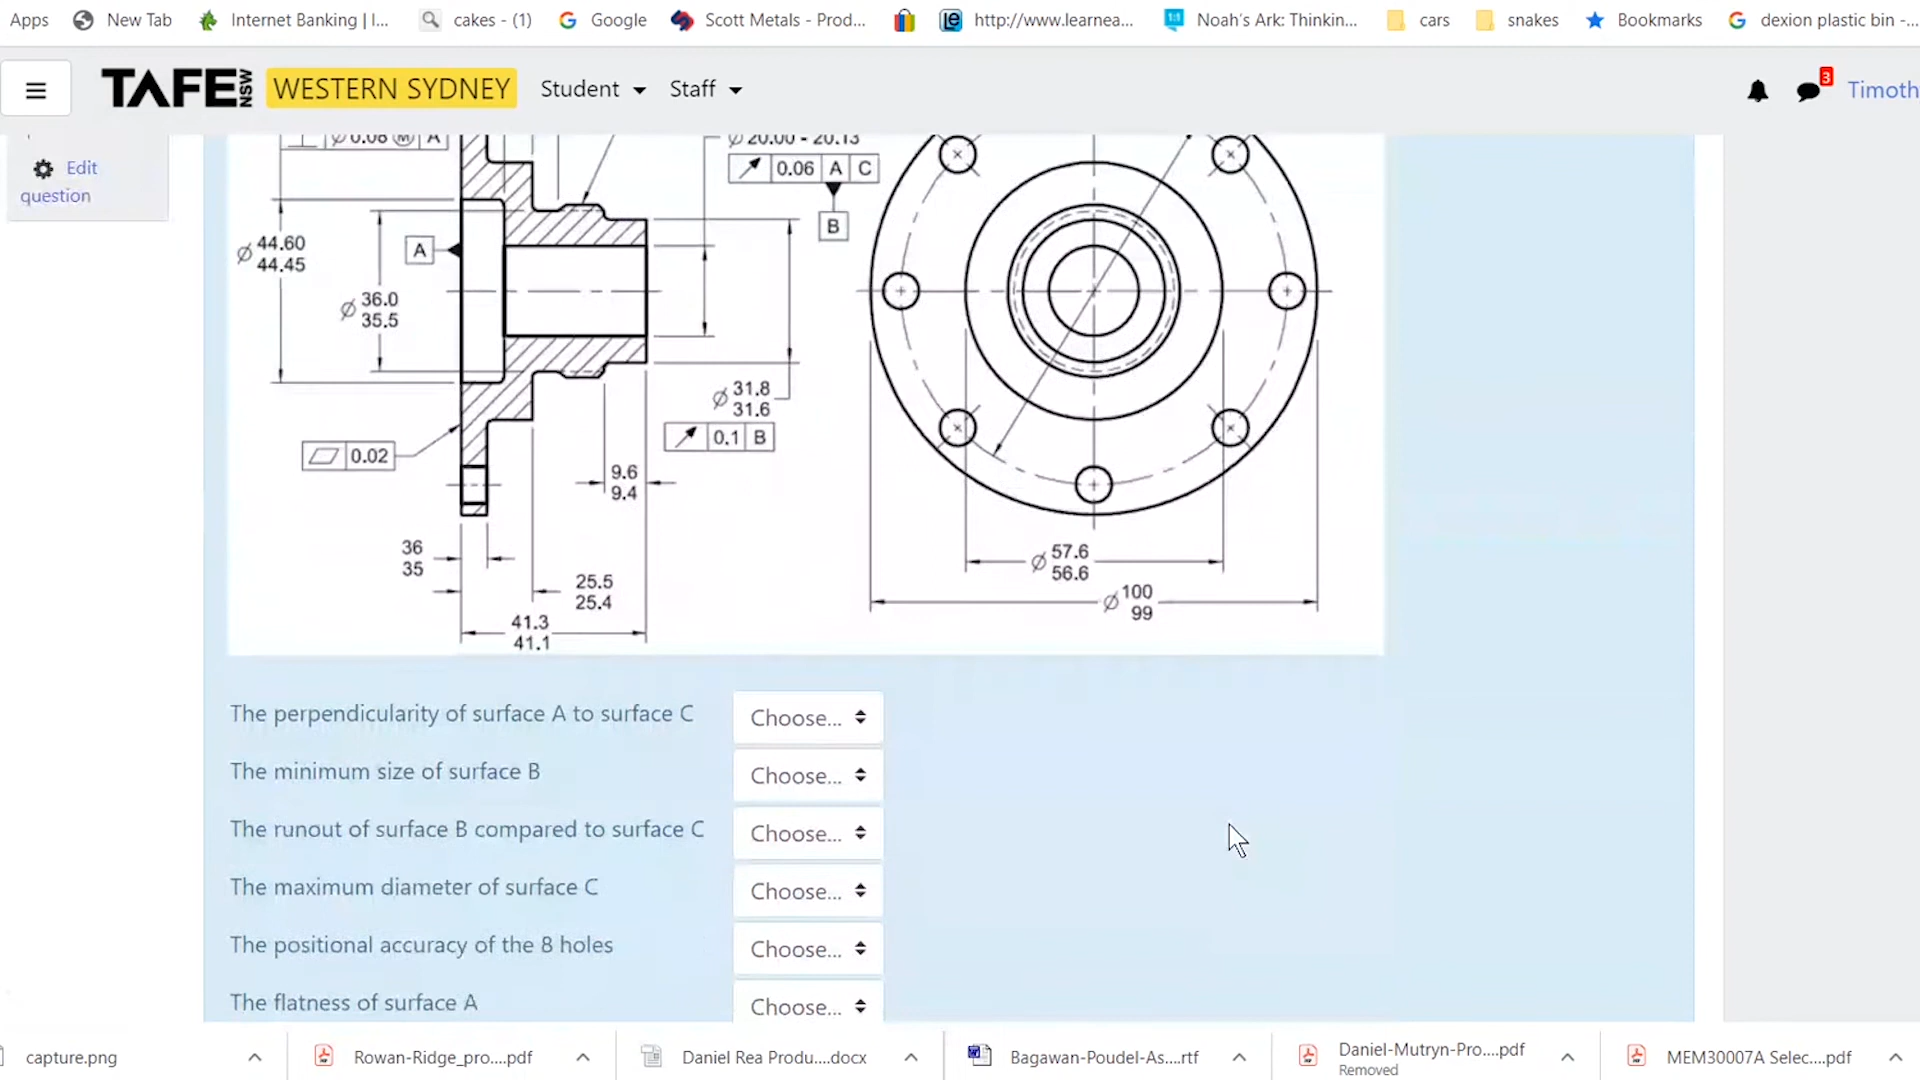 Apps New Tab Internet Banking | I... cakes - (1) Google Scott Metals - Prod... http://www.learnea... Noah's Ark: Thinkin... cars snakes Bookmarks dexion plastic bin -...
TAFE NSW WESTERN SYDNEY Student Staff 3 Timoth
Edit question
⌀ 0.08 Ⓜ A
⌀ 20.00 - 20.13
0.06 A C
B
⌀ 44.60
44.45
A
⌀ 36.0
35.5
⌀ 31.8
31.6
0.1 B
0.02
9.6
9.4
36
35
25.5
25.4
41.3
41.1
⌀ 57.6
56.6
⌀ 100
99
The perpendicularity of surface A to surface C Choose...
The minimum size of surface B Choose...
The runout of surface B compared to surface C Choose...
The maximum diameter of surface C Choose...
The positional accuracy of the 8 holes Choose...
The flatness of surface A Choose...
capture.png Rowan-Ridge_pro....pdf Daniel Rea Produ....docx Bagawan-Poudel-As....rtf Daniel-Mutryn-Pro....pdf MEM30007A Selec....pdf
Removed